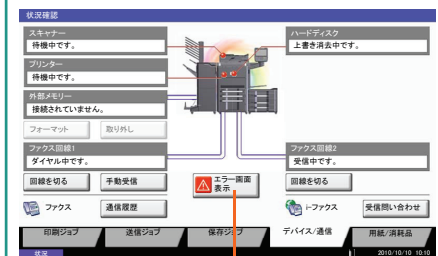 状況確認
スキャナー
待機中です。
ハードディスク
上書き消去中です。
プリンター
待機中です。
外部メモリー
接続されていません。
フォーマット
取り外し
ファクス回線1
ダイヤル中です。
ファクス回線2
受信中です。
回線を切る
手動受信
エラー画面
表示
回線を切る
ファクス
通信履歴
i-ファクス
受信問い合わせ
印刷ジョブ
送信ジョブ
保存ジョブ
デバイス/通信
用紙/消耗品
状況
2010/10/10 10:10